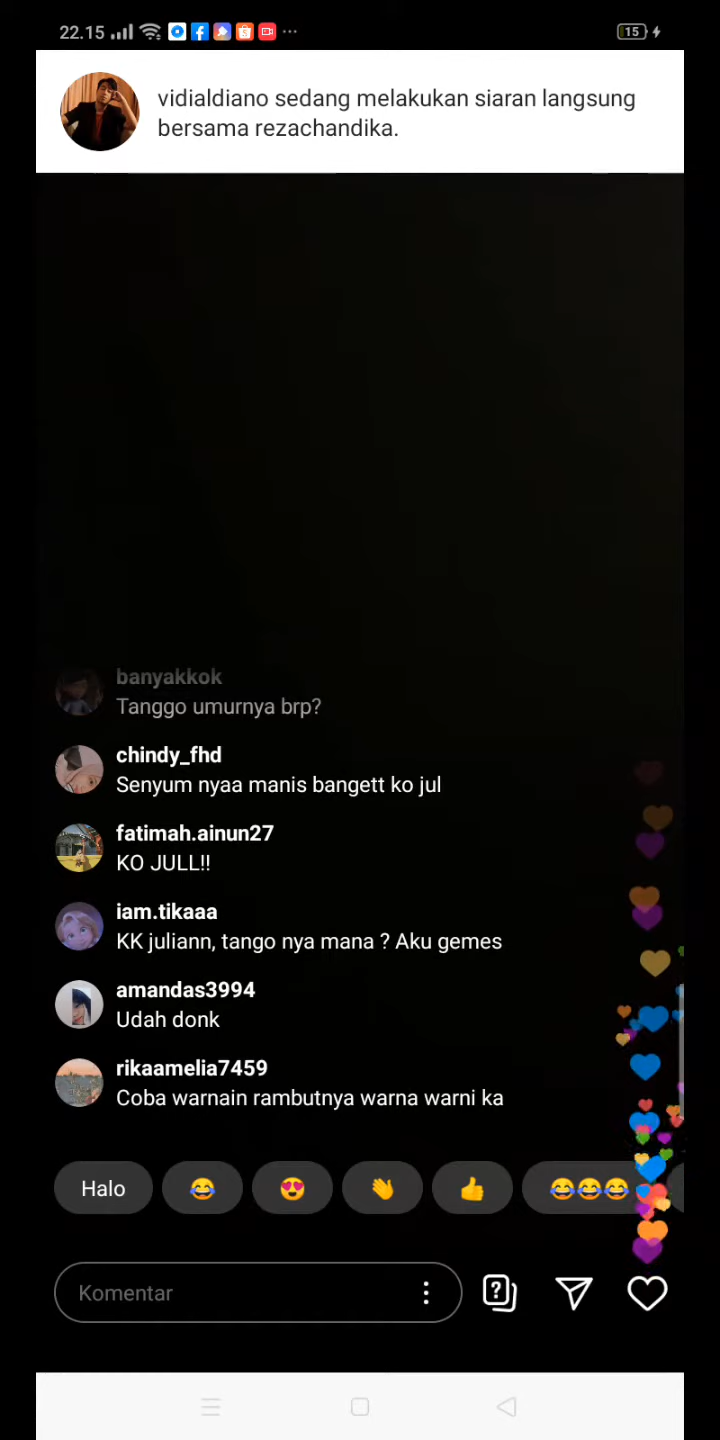 22.15
15
vidialdiano sedang melakukan siaran langsung
bersama rezachandika.
banyakkok
Tanggo umurnya brp?
chindy_fhd
Senyum nyaa manis bangett ko jul
fatimah.ainun27
KO JULL!!
iam.tikaaa
KK juliann, tango nya mana ? Aku gemes
amandas3994
Udah donk
rikaamelia7459
Coba warnain rambutnya warna warni ka
Halo
Komentar